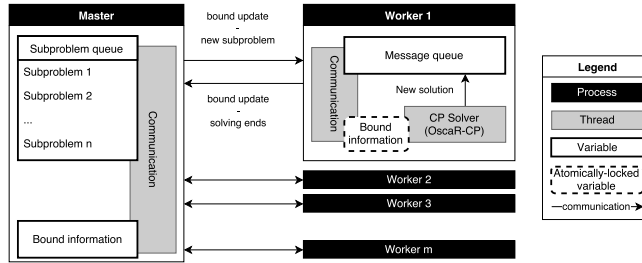 Master
Subproblem queue
Subproblem 1
Subproblem 2
...
Subproblem n
Communication
Bound information
bound update
-
new subproblem
bound update
-
solving ends
Worker 1
Message queue
Communication
New solution
Bound
information
CP Solver
(OscaR-CP)
Worker 2
Worker 3
Worker m
Legend
Process
Thread
Variable
Atomically-locked
variable
communication